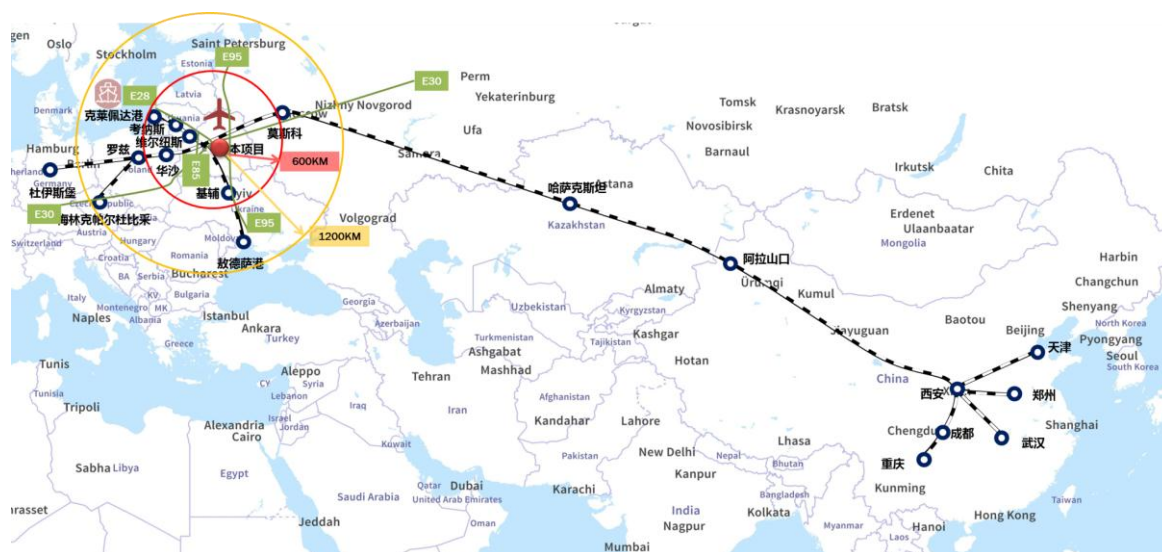 Oslo
Stockholm
Saint Petersburg
Estonia
E95
Perm
E30
Yekaterinburg
Nizhny Novgorod
Latvia
E28
Denmark
克莱佩达港
考纳斯
维尔纽斯
莫斯科
Ufa
Tomsk
Krasnoyarsk
Bratsk
Novosibirsk
Barnaul
Hamburg
罗兹
华沙
本项目
600KM
Samara
Irkutsk
Chita
Germany
杜伊斯堡
E85
基辅
哈萨克斯坦
Kazakhstan
E30
梅林克帕尔杜比采
Ukraine
E95
Volgograd
1200KM
Erdenet
Ulaanbaatar
Mongolia
Switzerland
Austria
Hungary
Moldova
敖德萨港
阿拉山口
Ürümqi
Kumul
Harbin
Changchun
Croatia
Romania
BA
Serbia
Bucharest
Almaty
Shenyang
Italy
Montenegro
KV
MK
Bulgaria
Albania
Naples
Istanbul
Georgia
Azerbaijan
Uzbekistan
Kyrgyzstan
Kashgar
Jayuguan
Baotou
Beijing
North Korea
Pyongyang
Seoul
South Korea
天津
Greece
Ankara
Turkey
Turkmenistan
Tajikistan
Ashgabat
Mashhad
Hotan
China
西安
郑州
Tunis
Tunisia
Aleppo
CY
Syria
Lebanon
Tehran
Tripoli
Israel
Jordan
Iraq
Iran
Afghanistan
Kandahar
Lahore
Alexandria
Cairo
Chengdu
成都
武汉
Shanghai
重庆
Kuwait
Lhasa
New Delhi
Nepal
Bhutan
Sabha
Libya
Egypt
Pakistan
Kanpur
Kunming
Saudi Arabia
Qatar
Dubai
United Arab Emirates
Karachi
India
Bangladesh
Kolkata
Taiwan
Jeddah
Oman
Nagpur
Myanmar
Hanoi
Hong Kong
Laos
Mumbai